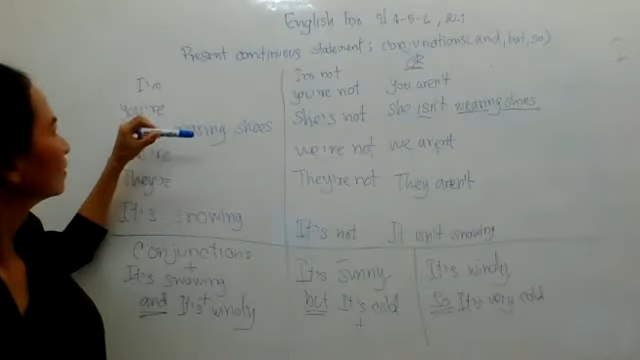 English for
Present continuous statement; conjunctions (and, but, so)
I'm
you're
shoes
They're
It's snowing
I'm not
you're not you aren't
She's not she isn't wearing shoes
we're not we aren't
They're not They aren't
It's not It isn't snowing
Conjunctions
+
It's snowing
and It's windy
It's sunny
but It's cold
+
It's windy
so It's very cold